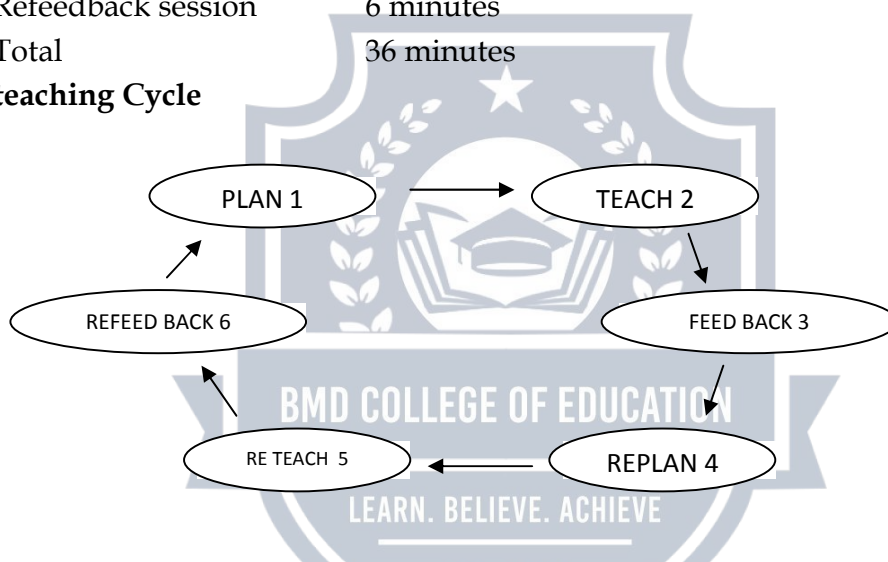 Refeedback session 6 minutes
Total 36 minutes
teaching Cycle
PLAN 1 TEACH 2
REFEED BACK 6 FEED BACK 3
BMD COLLEGE OF EDUCATION
RE TEACH 5 REPLAN 4
LEARN. BELIEVE. ACHIEVE